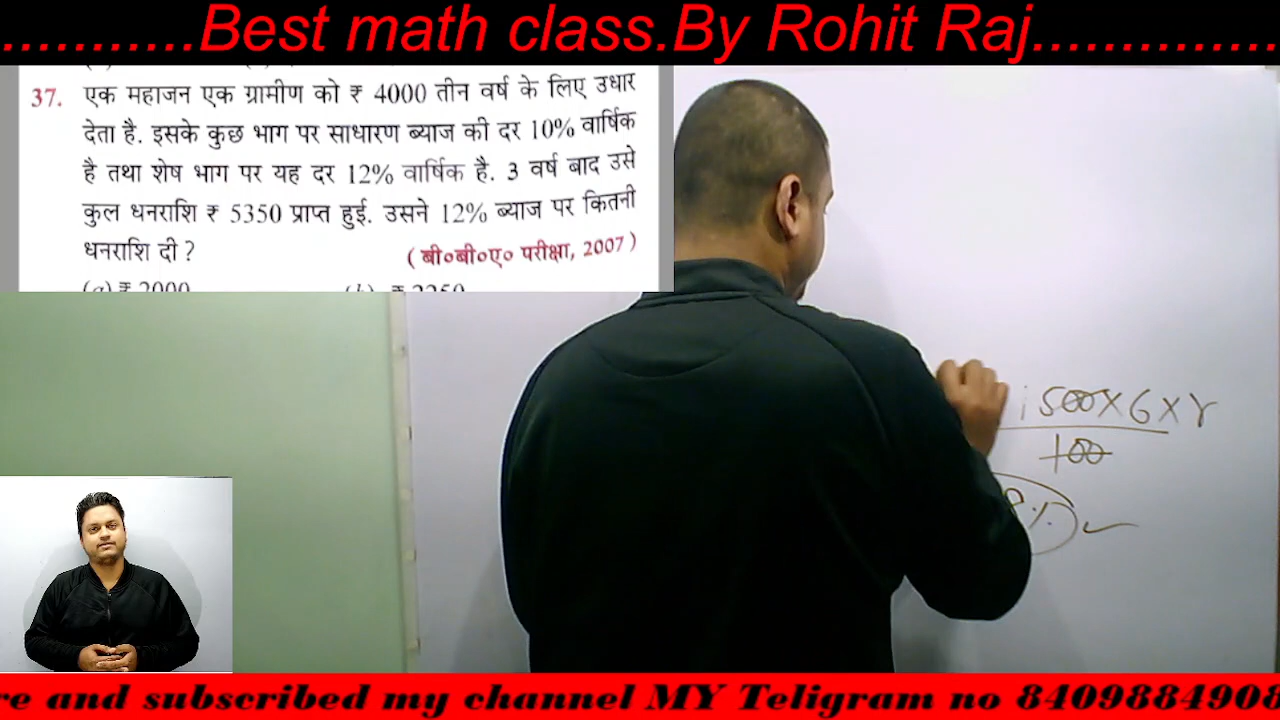 ...........Best math class.By Rohit Raj..............
37. एक महाजन एक ग्रामीण को ₹ 4000 तीन वर्ष के लिए उधार
देता है. इसके कुछ भाग पर साधारण ब्याज की दर 10% वार्षिक
है तथा शेष भाग पर यह दर 12% वार्षिक है. 3 वर्ष बाद उसे
कुल धनराशि ₹ 5350 प्राप्त हुई. उसने 12% ब्याज पर कितनी
धनराशि दी ?
( बी०बी०ए० परीक्षा, 2007 )
(a) ₹ 2000 (b) ₹ 2250
1500×6×r
100
%
re and subscribed my channel MY Teligram no 8409884908